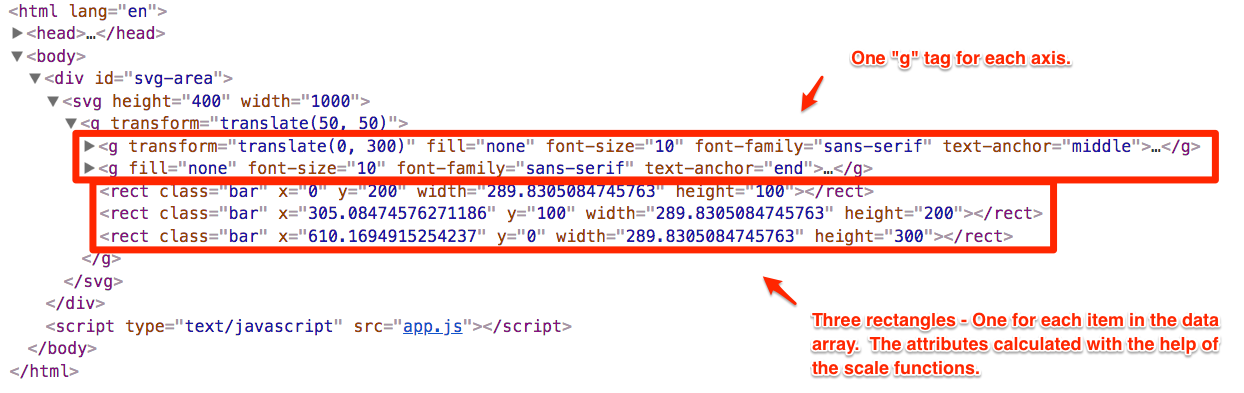 <html lang="en">
▶<head>…</head>
▼<body>
▼<div id="svg-area">
▼<svg height="400" width="1000">
▼<g transform="translate(50, 50)">
▶<g transform="translate(0, 300)" fill="none" font-size="10" font-family="sans-serif" text-anchor="middle">…</g>
▶<g fill="none" font-size="10" font-family="sans-serif" text-anchor="end">…</g>
<rect class="bar" x="0" y="200" width="289.8305084745763" height="100"></rect>
<rect class="bar" x="305.08474576271186" y="100" width="289.8305084745763" height="200"></rect>
<rect class="bar" x="610.1694915254237" y="0" width="289.8305084745763" height="300"></rect>
</g>
</svg>
</div>
<script type="text/javascript" src="app.js"></script>
</body>
</html>
One "g" tag for each axis.
Three rectangles - One for each item in the data
array. The attributes calculated with the help of
the scale functions.